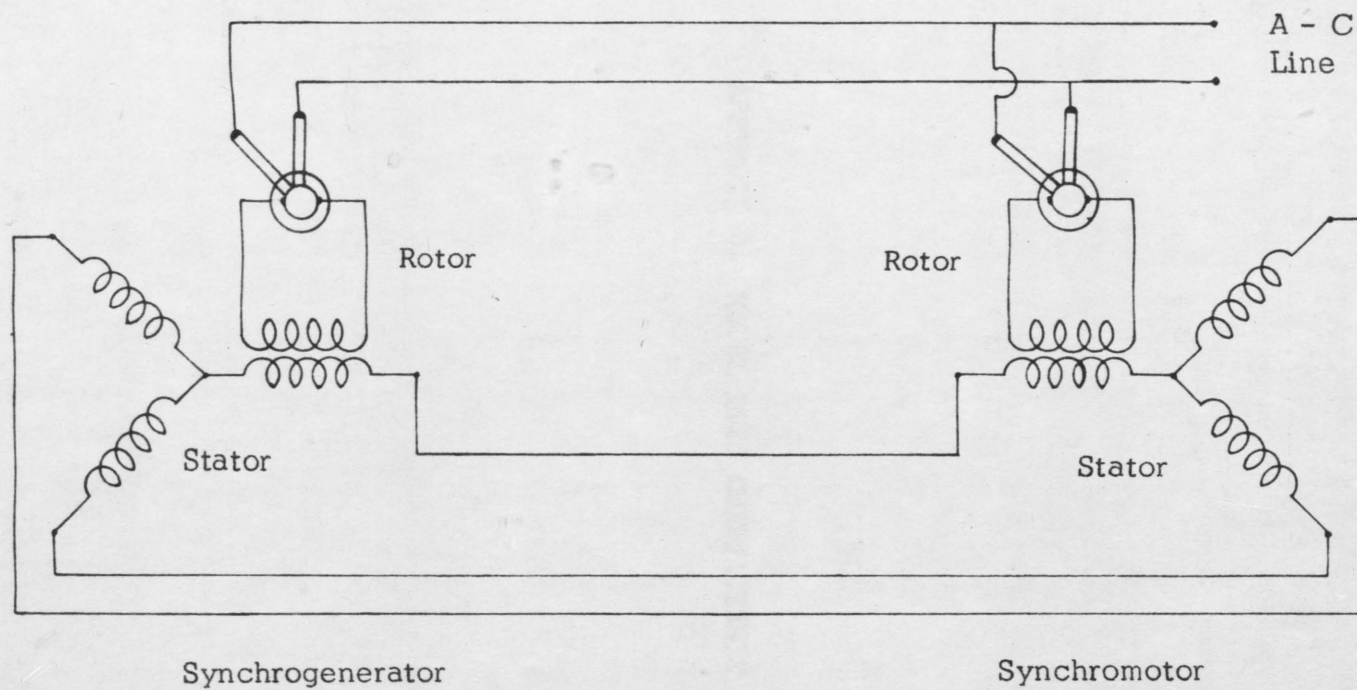 A - C
Line
Rotor
Rotor
Stator
Stator
Synchrogenerator
Synchromotor